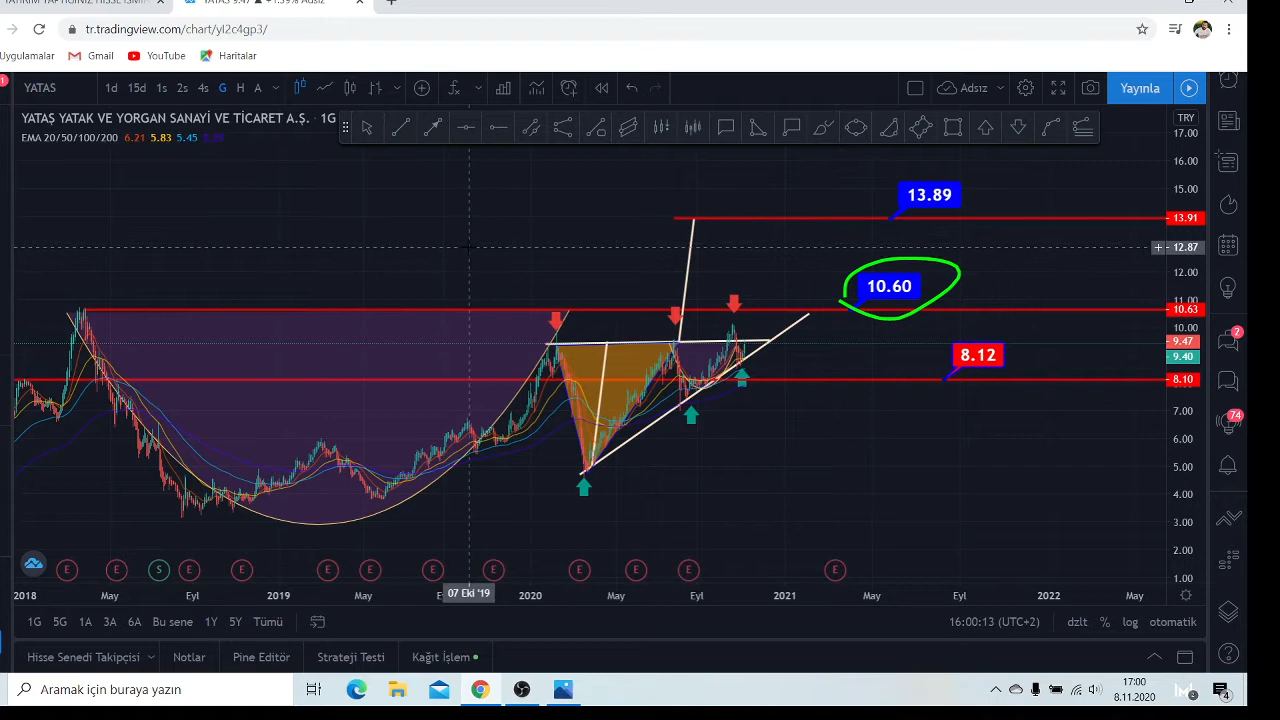 tr.tradingview.com/chart/yl2c4gp3/
Uygulamalar Gmail YouTube Haritalar
YATAS 1d 15d 1s 2s 4s G H A Adsız Yayınla
YATAŞ YATAK VE YORGAN SANAYİ VE TİCARET A.Ş. · 1G
EMA 20/50/100/200 6.21 5.83 5.45
TRY
17.00
16.00
15.00
13.89
13.91
12.87
12.00
11.00
10.60
10.63
10.00
9.47
9.40
8.12
8.10
7.00
6.00
5.00
4.00
3.00
2.00
1.00
E E S E E E E E E E E E E
2018 May Eyl 2019 May 07 Eki '19 2020 May Eyl 2021 May Eyl 2022 May
1G 5G 1A 3A 6A Bu sene 1Y 5Y Tümü 16:00:13 (UTC+2) dzlt % log otomatik
Hisse Senedi Takipçisi Notlar Pine Editör Strateji Testi Kağıt İşlem
2
74
Aramak için buraya yazın
17:00
8.11.2020
4